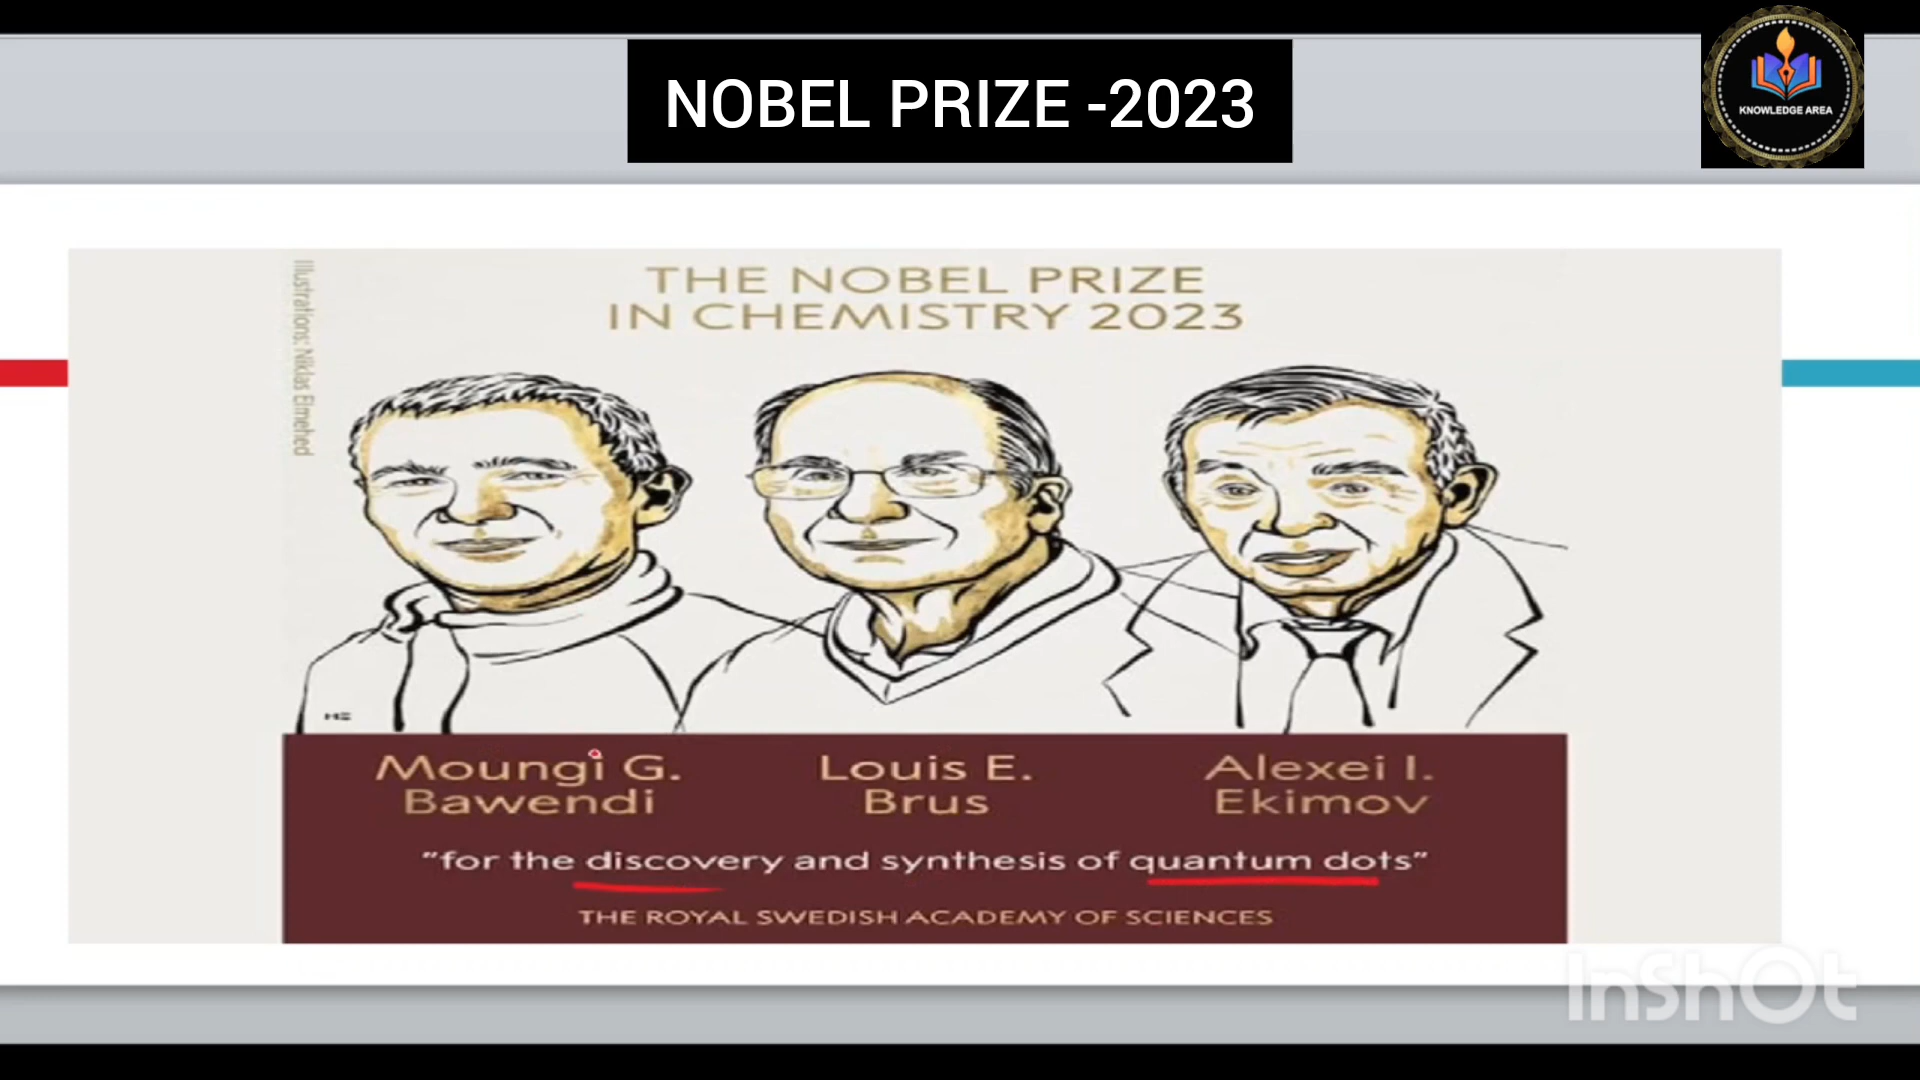 NOBEL PRIZE -2023
KNOWLEDGE AREA
THE NOBEL PRIZE
IN CHEMISTRY 2023
Illustrations: Niklas Elmehed
Moungi G.
Bawendi
Louis E.
Brus
Alexei I.
Ekimov
"for the discovery and synthesis of quantum dots"
THE ROYAL SWEDISH ACADEMY OF SCIENCES
InShOt